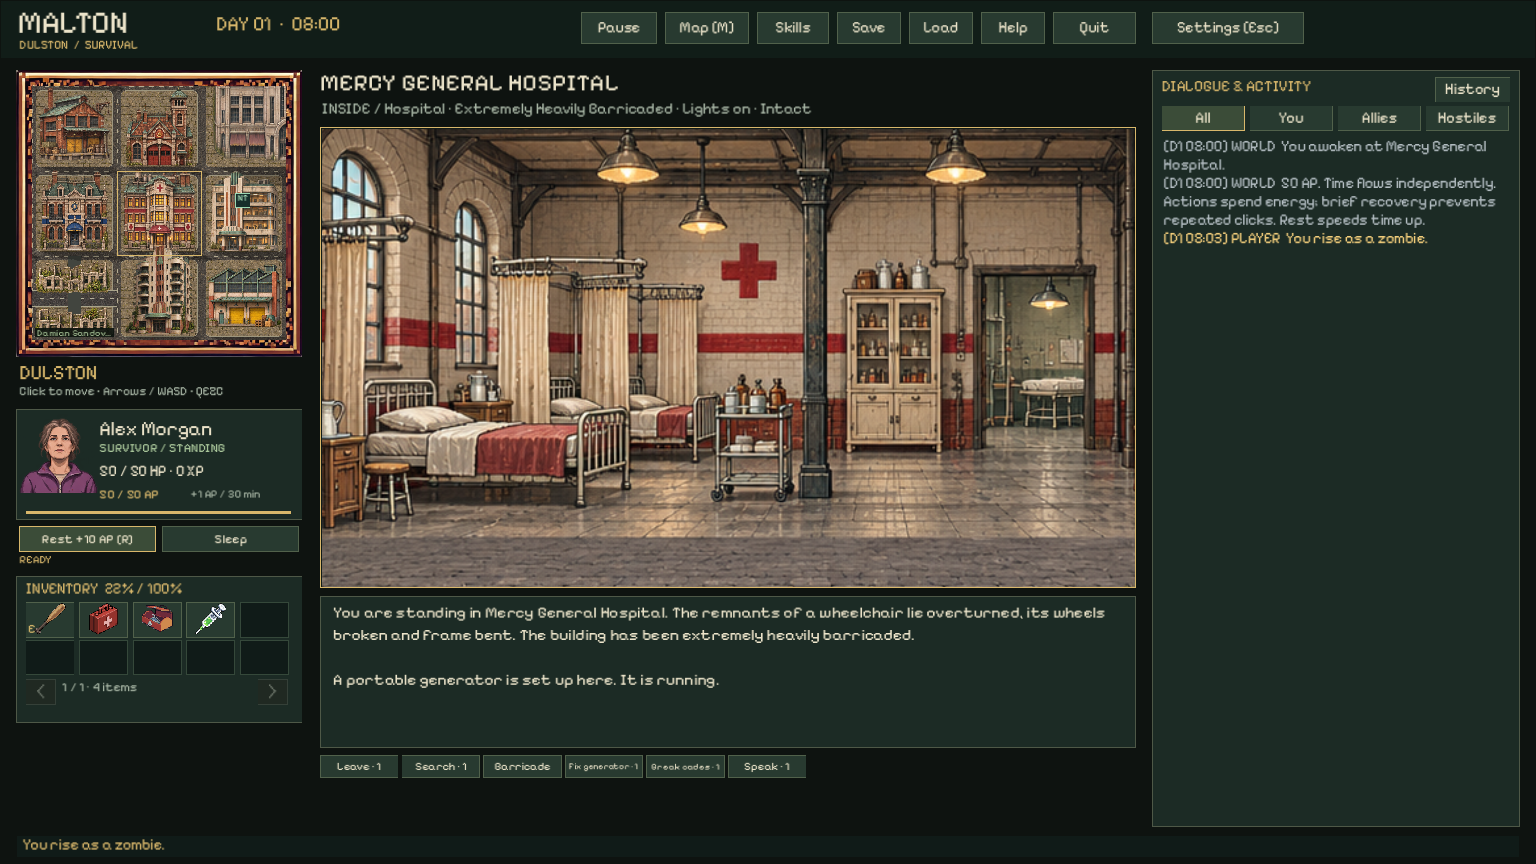 MALTON
DULSTON / SURVIVAL
DAY 01 · 08:00
Pause
Map (M)
Skills
Save
Load
Help
Quit
Settings (Esc)
NT
Damian Sandov...
DULSTON
Click to move · Arrows / WASD · QEZC
Alex Morgan
SURVIVOR / STANDING
50 / 50 HP · 0 XP
50 / 50 AP
+1 AP / 30 min
Rest +10 AP (R)
Sleep
READY
INVENTORY 22% / 100%
E
1 / 1 · 4 items
MERCY GENERAL HOSPITAL
INSIDE / Hospital · Extremely Heavily Barricaded · Lights on · Intact
You are standing in Mercy General Hospital. The remnants of a wheelchair lie overturned, its wheels
broken and frame bent. The building has been extremely heavily barricaded.
A portable generator is set up here. It is running.
Leave · 1
Search · 1
Barricade
Fix generator · 1
Break cades · 1
Speak · 1
DIALOGUE & ACTIVITY
History
All
You
Allies
Hostiles
[D1 08:00] WORLD You awaken at Mercy General
Hospital.
[D1 08:00] WORLD 50 AP. Time flows independently.
Actions spend energy; brief recovery prevents
repeated clicks. Rest speeds time up.
[D1 08:03] PLAYER You rise as a zombie.
You rise as a zombie.